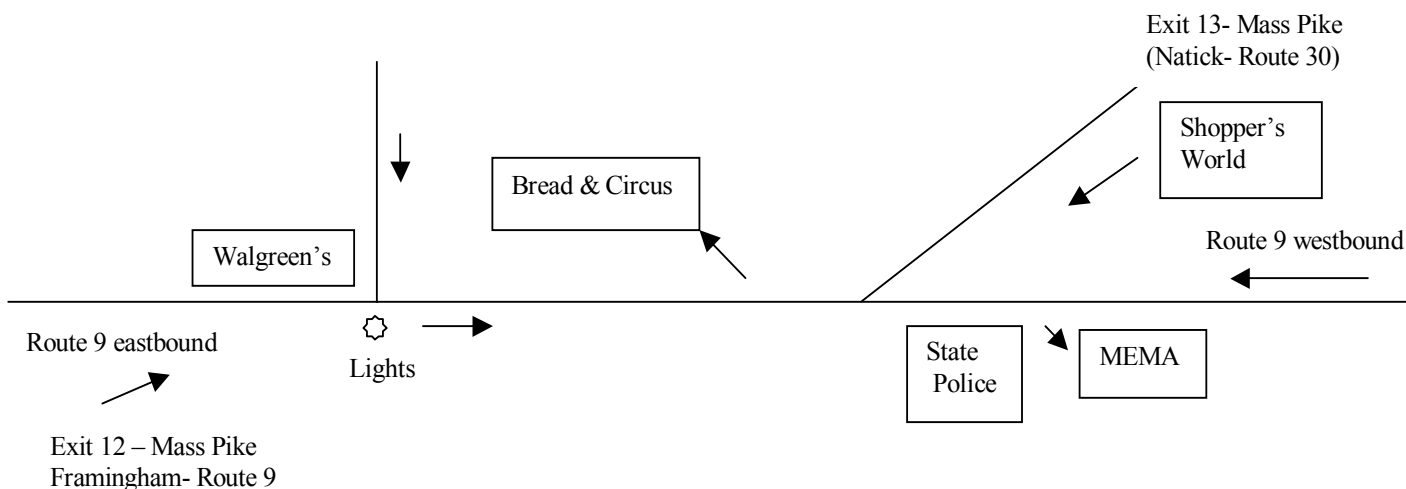 Exit 13- Mass Pike
(Natick- Route 30)
Shopper’s
World
Bread & Circus
Walgreen’s
Route 9 westbound
Route 9 eastbound
Lights
State
Police
MEMA
Exit 12 – Mass Pike
Framingham- Route 9